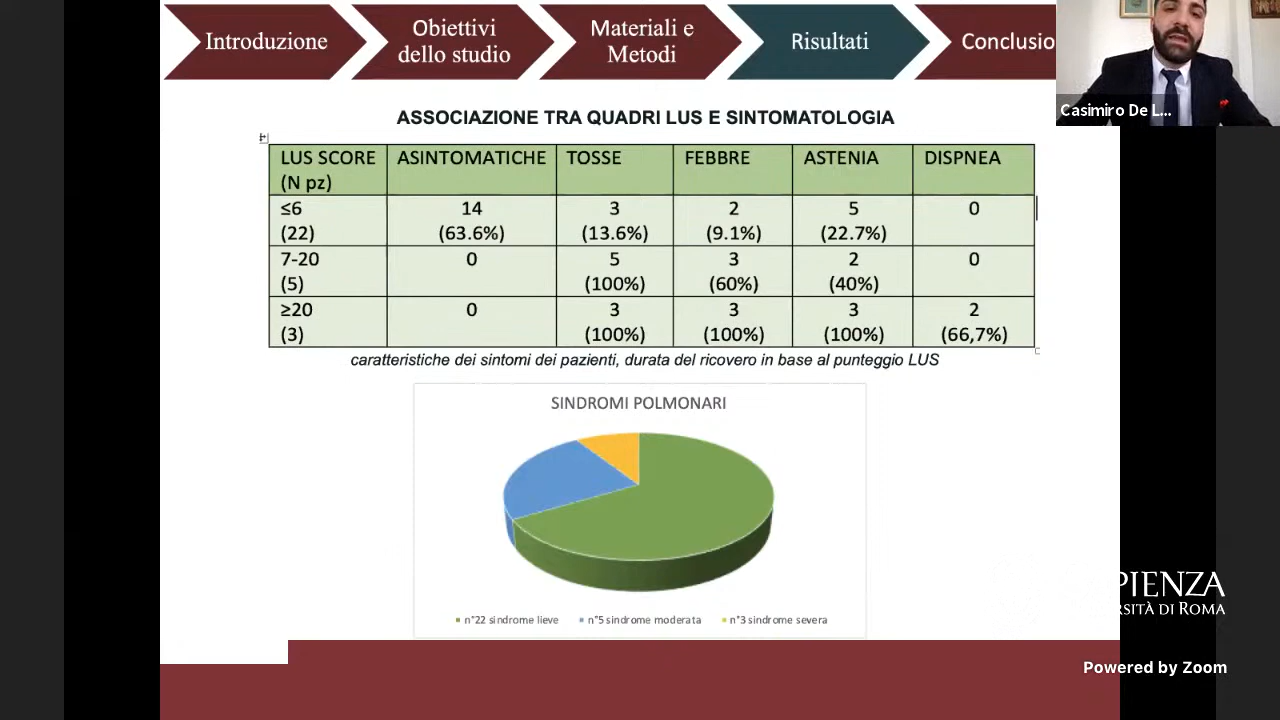 Introduzione
Obiettivi
dello studio
Materiali e
Metodi
Risultati
Conclusio
Casimiro De L...
ASSOCIAZIONE TRA QUADRI LUS E SINTOMATOLOGIA
LUS SCORE
(N pz)
ASINTOMATICHE
TOSSE
FEBBRE
ASTENIA
DISPNEA
≤6
(22)
14
(63.6%)
3
(13.6%)
2
(9.1%)
5
(22.7%)
0
7-20
(5)
0
5
(100%)
3
(60%)
2
(40%)
0
≥20
(3)
0
3
(100%)
3
(100%)
3
(100%)
2
(66,7%)
caratteristiche dei sintomi dei pazienti, durata del ricovero in base al punteggio LUS
SINDROMI POLMONARI
n°22 sindrome lieve
n°5 sindrome moderata
n°3 sindrome severa
PIENZA
RSITÀ DI ROMA
Powered by Zoom